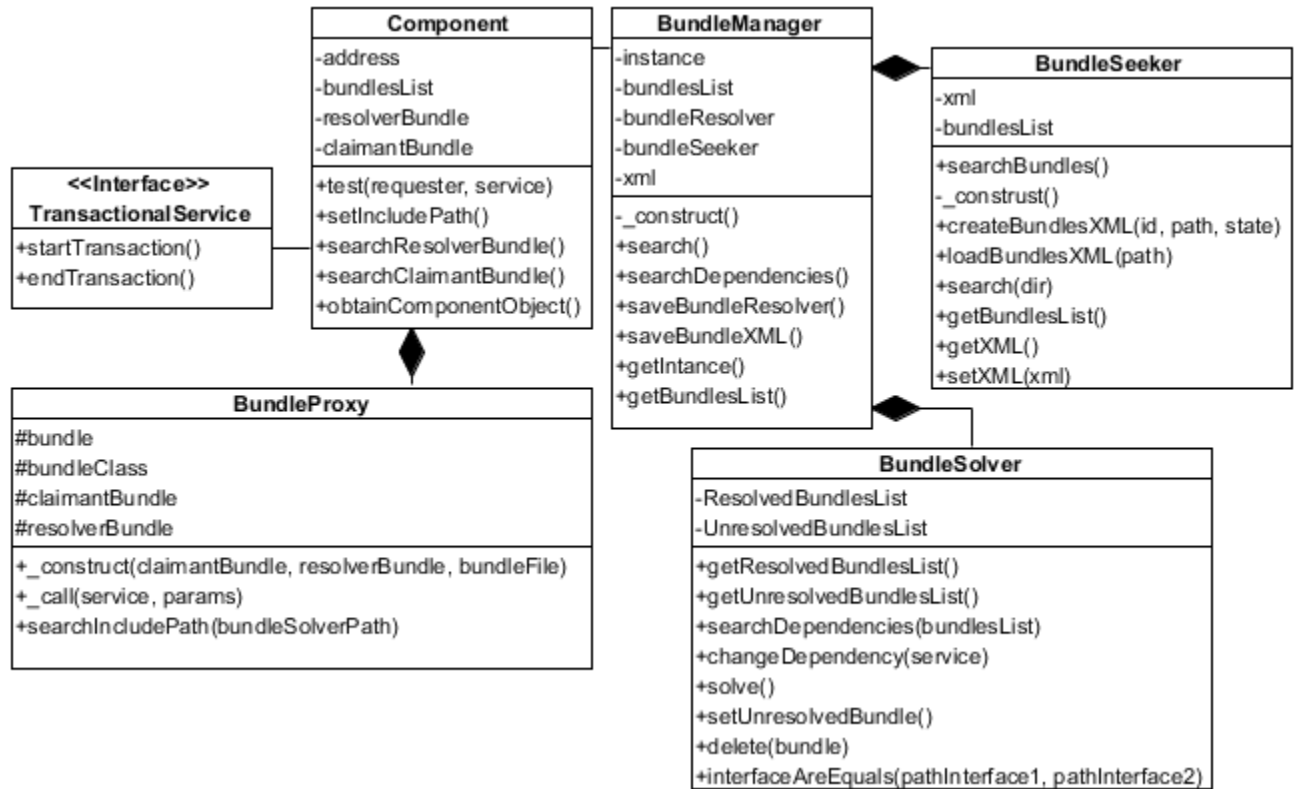 Component
-address
-bundlesList
-resolverBundle
-claimantBundle
+test(requester, service)
+setIncludePath()
+searchResolverBundle()
+searchClaimantBundle()
+obtainComponentObject()
BundleManager
-instance
-bundlesList
-bundleResolver
-bundleSeeker
-xml
-_construct()
+search()
+searchDependencies()
+saveBundleResolver()
+saveBundleXML()
+getIntance()
+getBundlesList()
BundleSeeker
-xml
-bundlesList
+searchBundles()
-_construst()
+createBundlesXML(id, path, state)
+loadBundlesXML(path)
+search(dir)
+getBundlesList()
+getXML()
+setXML(xml)
<<Interface>>
TransactionalService
+startTransaction()
+endTransaction()
BundleProxy
#bundle
#bundleClass
#claimantBundle
#resolverBundle
+_construct(claimantBundle, resolverBundle, bundleFile)
+_call(service, params)
+searchIncludePath(bundleSolverPath)
BundleSolver
-ResolvedBundlesList
-UnresolvedBundlesList
+getResolvedBundlesList()
+getUnresolvedBundlesList()
+searchDependencies(bundlesList)
+changeDependency(service)
+solve()
+setUnresolvedBundle()
+delete(bundle)
+interfaceAreEquals(pathInterface1, pathInterface2)